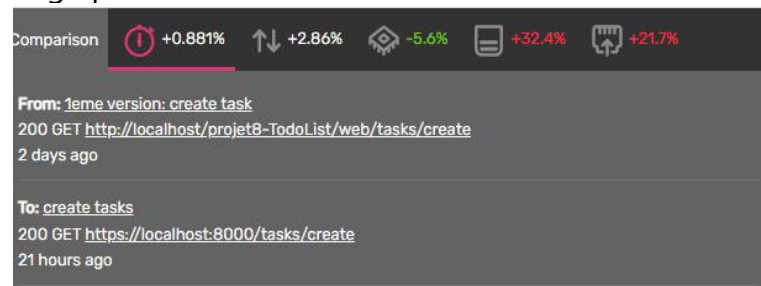 Comparison +0.881% +2.86% -5.6% +32.4% +21.7%
From: 1eme version: create task
200 GET http://localhost/projet8-TodoList/web/tasks/create
2 days ago
To: create tasks
200 GET https://localhost:8000/tasks/create
21 hours ago